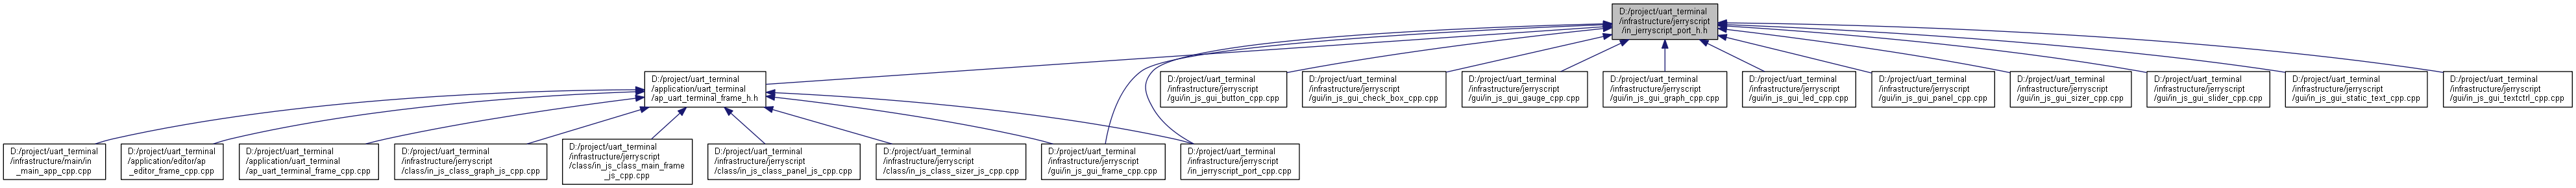 D:/project/uart_terminal
/infrastructure/jerryscript
/in_jerryscript_port_h.h
D:/project/uart_terminal
/application/uart_terminal
/ap_uart_terminal_frame_h.h
D:/project/uart_terminal
/infrastructure/jerryscript
/gui/in_js_gui_button_cpp.cpp
D:/project/uart_terminal
/infrastructure/jerryscript
/gui/in_js_gui_check_box_cpp.cpp
D:/project/uart_terminal
/infrastructure/jerryscript
/gui/in_js_gui_gauge_cpp.cpp
D:/project/uart_terminal
/infrastructure/jerryscript
/gui/in_js_gui_graph_cpp.cpp
D:/project/uart_terminal
/infrastructure/jerryscript
/gui/in_js_gui_led_cpp.cpp
D:/project/uart_terminal
/infrastructure/jerryscript
/gui/in_js_gui_panel_cpp.cpp
D:/project/uart_terminal
/infrastructure/jerryscript
/gui/in_js_gui_sizer_cpp.cpp
D:/project/uart_terminal
/infrastructure/jerryscript
/gui/in_js_gui_slider_cpp.cpp
D:/project/uart_terminal
/infrastructure/jerryscript
/gui/in_js_gui_static_text_cpp.cpp
D:/project/uart_terminal
/infrastructure/jerryscript
/gui/in_js_gui_textctrl_cpp.cpp
D:/project/uart_terminal
/infrastructure/main/in
_main_app_cpp.cpp
D:/project/uart_terminal
/application/editor/ap
_editor_frame_cpp.cpp
D:/project/uart_terminal
/application/uart_terminal
/ap_uart_terminal_frame_cpp.cpp
D:/project/uart_terminal
/infrastructure/jerryscript
/class/in_js_class_graph_js_cpp.cpp
D:/project/uart_terminal
/infrastructure/jerryscript
/class/in_js_class_main_frame
_js_cpp.cpp
D:/project/uart_terminal
/infrastructure/jerryscript
/class/in_js_class_panel_js_cpp.cpp
D:/project/uart_terminal
/infrastructure/jerryscript
/class/in_js_class_sizer_js_cpp.cpp
D:/project/uart_terminal
/infrastructure/jerryscript
/gui/in_js_gui_frame_cpp.cpp
D:/project/uart_terminal
/infrastructure/jerryscript
/in_jerryscript_port_cpp.cpp